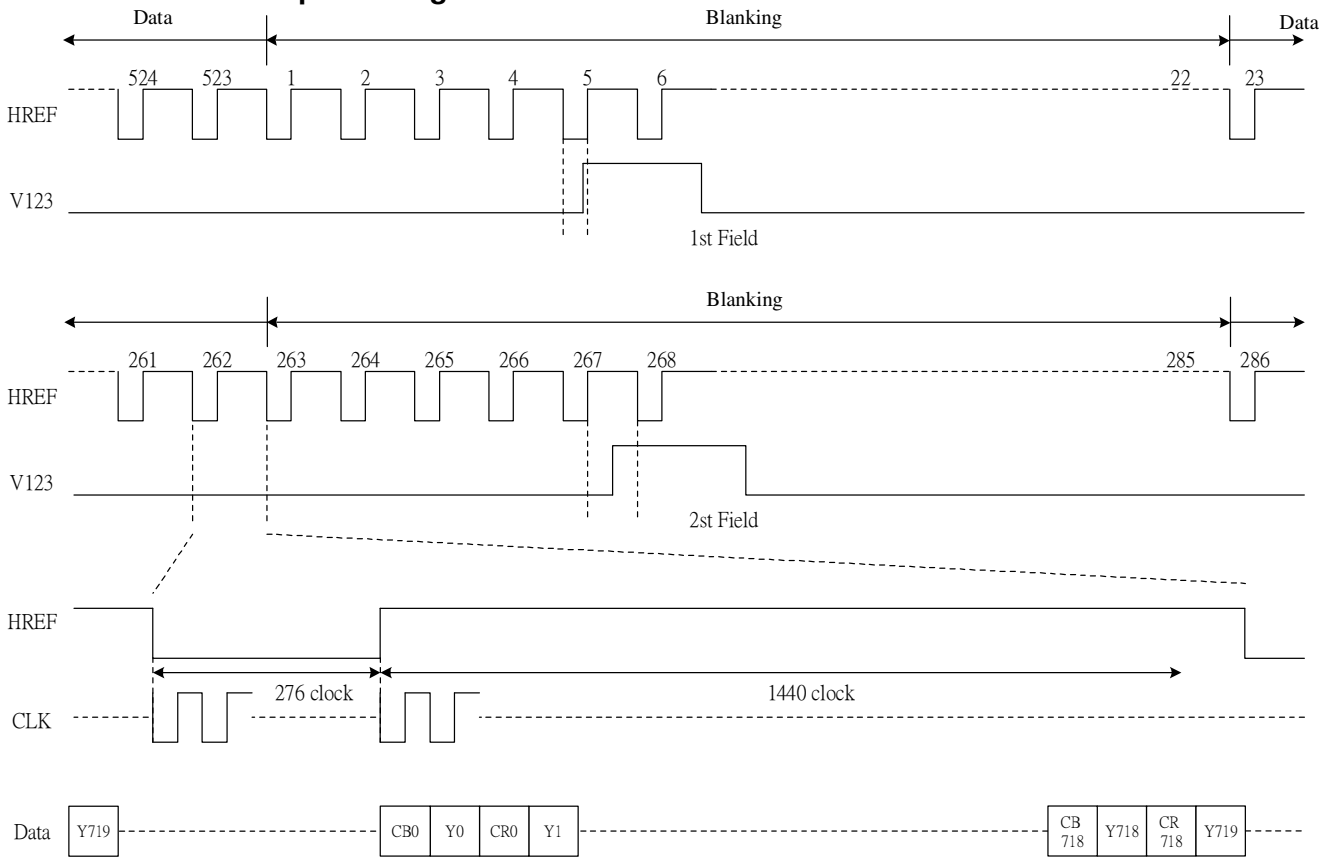 Data Blanking Data
524 523 1 2 3 4 5 6 22 23
HREF
V123
1st Field
Blanking
261 262 263 264 265 266 267 268 285 286
HREF
V123
2st Field
HREF
276 clock 1440 clock
CLK
Data Y719 CB0 Y0 CR0 Y1 CB 718 Y718 CR 718 Y719